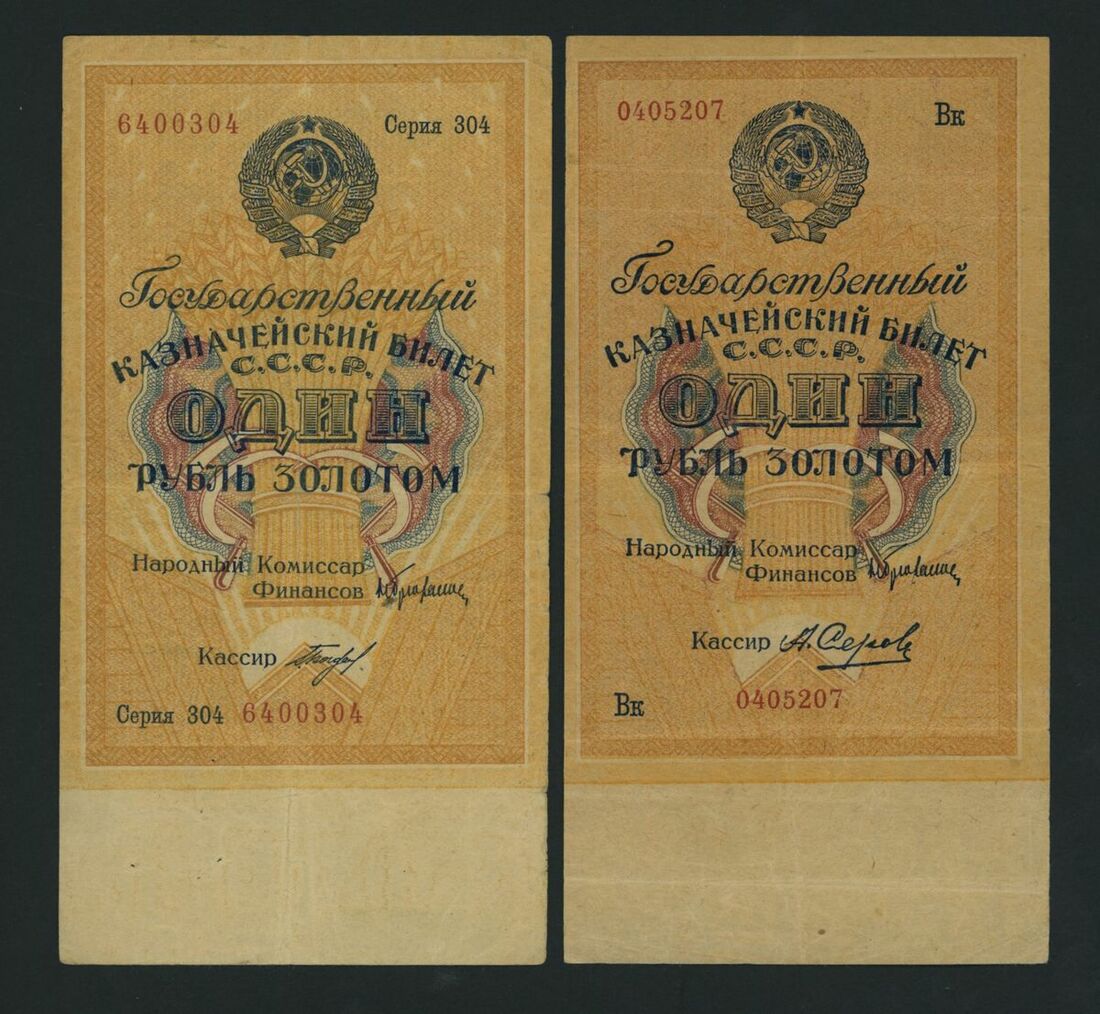 6400304 Серия 304
Государственный
КАЗНАЧЕЙСКИЙ БИЛЕТ
С.С.С.Р.
ОДИН
РУБЛЬ ЗОЛОТОМ
Народный Комиссар
Финансов
Кассир
Серия 304 6400304
0405207 Вк
Государственный
КАЗНАЧЕЙСКИЙ БИЛЕТ
С.С.С.Р.
ОДИН
РУБЛЬ ЗОЛОТОМ
Народный Комиссар
Финансов
Кассир А. Серов
Вк 0405207